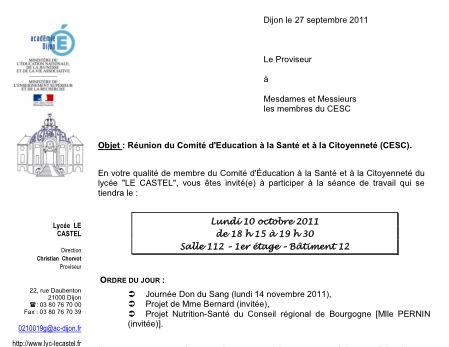 Dijon le 27 septembre 2011
académie
Dijon
MINISTÈRE DE
L'ÉDUCATION NATIONALE,
DE LA JEUNESSE
ET DE LA VIE ASSOCIATIVE
MINISTÈRE DE
L'ENSEIGNEMENT SUPÉRIEUR
ET DE LA RECHERCHE
Le Proviseur
à
Mesdames et Messieurs
les membres du CESC
Objet : Réunion du Comité d'Education à la Santé et à la Citoyenneté (CESC).
En votre qualité de membre du Comité d'Éducation à la Santé et à la Citoyenneté du
lycée "LE CASTEL", vous êtes invité(e) à participer à la séance de travail qui se
tiendra le :
Lundi 10 octobre 2011
de 18 h 15 à 19 h 30
Salle 112 – 1er étage – Bâtiment 12
Lycée LE
CASTEL
Direction
Christian Chorvot
Proviseur
22, rue Daubenton
21000 Dijon
☎: 03 80 76 70 00
Fax : 03 80 76 70 39
0210019g@ac-dijon.fr
http://www.lyc-lecastel.fr
ORDRE DU JOUR :
➲ Journée Don du Sang (lundi 14 novembre 2011),
➲ Projet de Mme Bernard (invitée),
➲ Projet Nutrition-Santé du Conseil régional de Bourgogne [Mlle PERNIN
(invitée)].